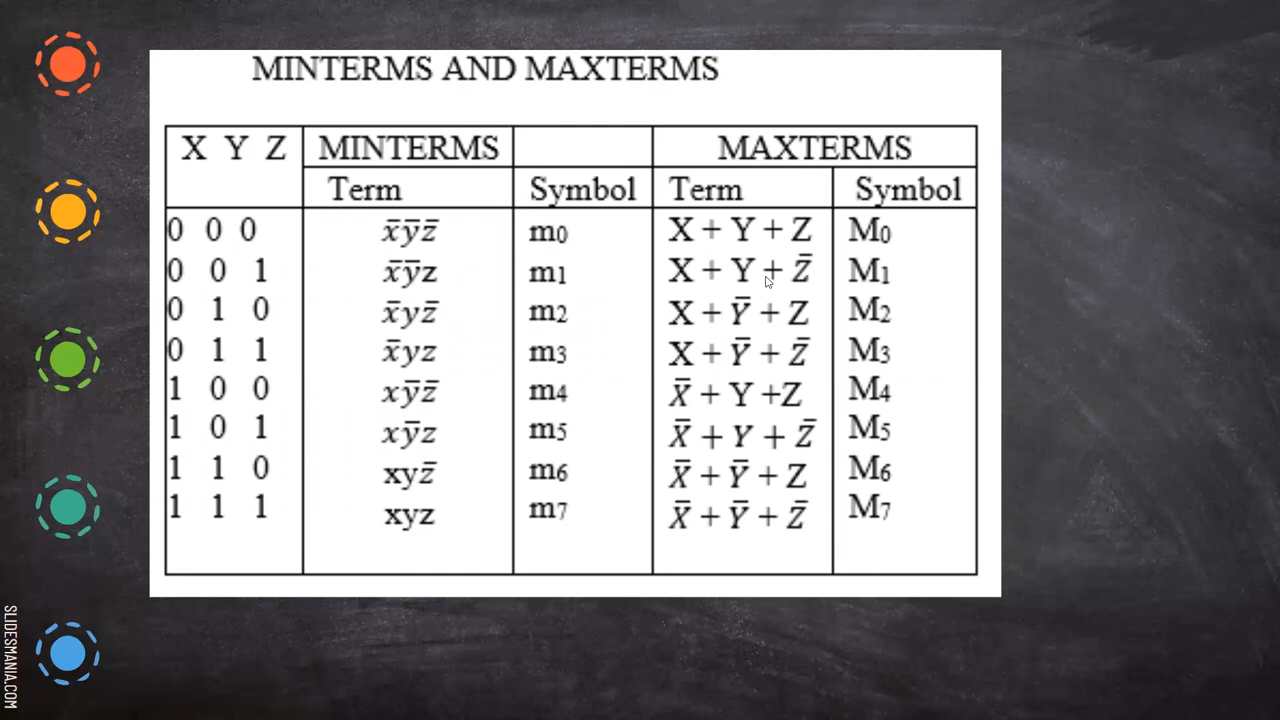 MINTERMS AND MAXTERMS
X Y Z MINTERMS MAXTERMS
Term Symbol Term Symbol
0 0 0 x̄ȳz̄ m0 X + Y + Z M0
0 0 1 x̄ȳz m1 X + Y + Z̄ M1
0 1 0 x̄yz̄ m2 X + Ȳ + Z M2
0 1 1 x̄yz m3 X + Ȳ + Z̄ M3
1 0 0 xȳz̄ m4 X̄ + Y +Z M4
1 0 1 xȳz m5 X̄ + Y + Z̄ M5
1 1 0 xyz̄ m6 X̄ + Ȳ + Z M6
1 1 1 xyz m7 X̄ + Ȳ + Z̄ M7
SLIDESMANIA.COM